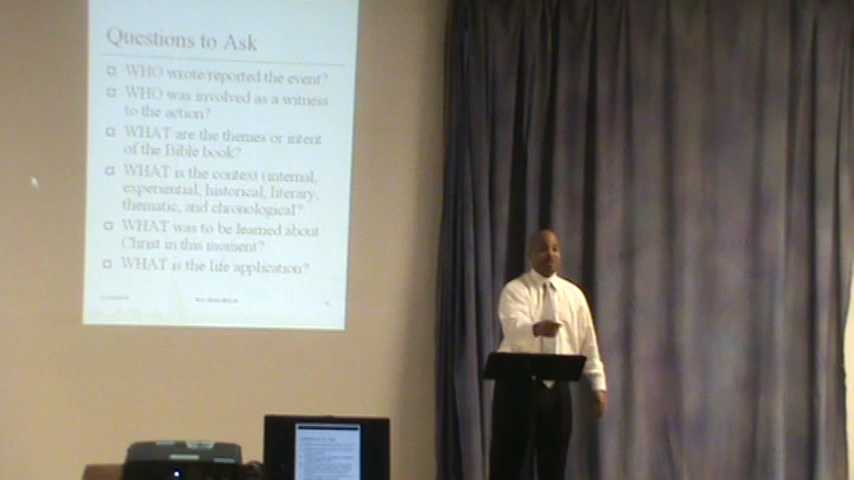 Questions to Ask
WHO wrote/reported the event?
WHO was involved as a witness
to the action?
WHAT are the themes or intent
of the Bible book?
WHAT is the context (internal,
experiential, historical, literary,
thematic, and chronological?
WHAT was to be learned about
Christ in this moment?
WHAT is the life application?